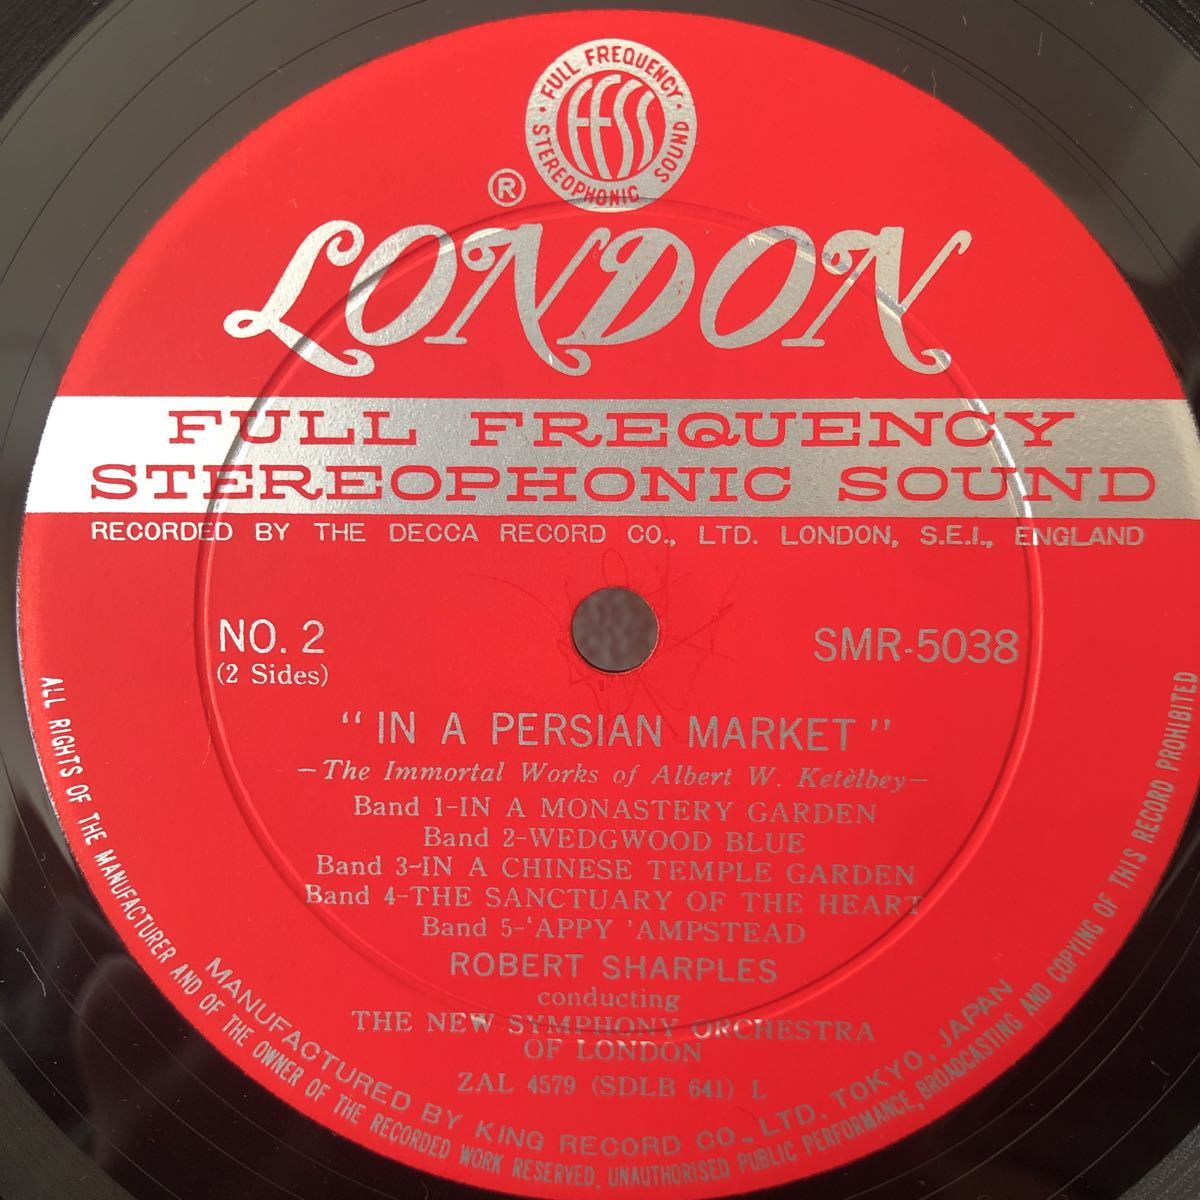 FULL FREQUENCY
FFSS
STEREOPHONIC SOUND
®
LONDON
FULL FREQUENCY
STEREOPHONIC SOUND
RECORDED BY THE DECCA RECORD CO., LTD. LONDON, S.E.I., ENGLAND
NO. 2
(2 Sides)
SMR-5038
"IN A PERSIAN MARKET"
—The Immortal Works of Albert W. Ketèlbey—
Band 1-IN A MONASTERY GARDEN
Band 2-WEDGWOOD BLUE
Band 3-IN A CHINESE TEMPLE GARDEN
Band 4-THE SANCTUARY OF THE HEART
Band 5-'APPY 'AMPSTEAD
ROBERT SHARPLES
conducting
THE NEW SYMPHONY ORCHESTRA
OF LONDON
ZAL 4579 (SDLB 641) L
MANUFACTURED BY KING RECORD CO., LTD. TOKYO, JAPAN
ALL RIGHTS OF THE MANUFACTURER AND OF THE OWNER OF THE RECORDED WORK RESERVED, UNAUTHORISED PUBLIC PERFORMANCE, BROADCASTING AND COPYING OF THIS RECORD PROHIBITED